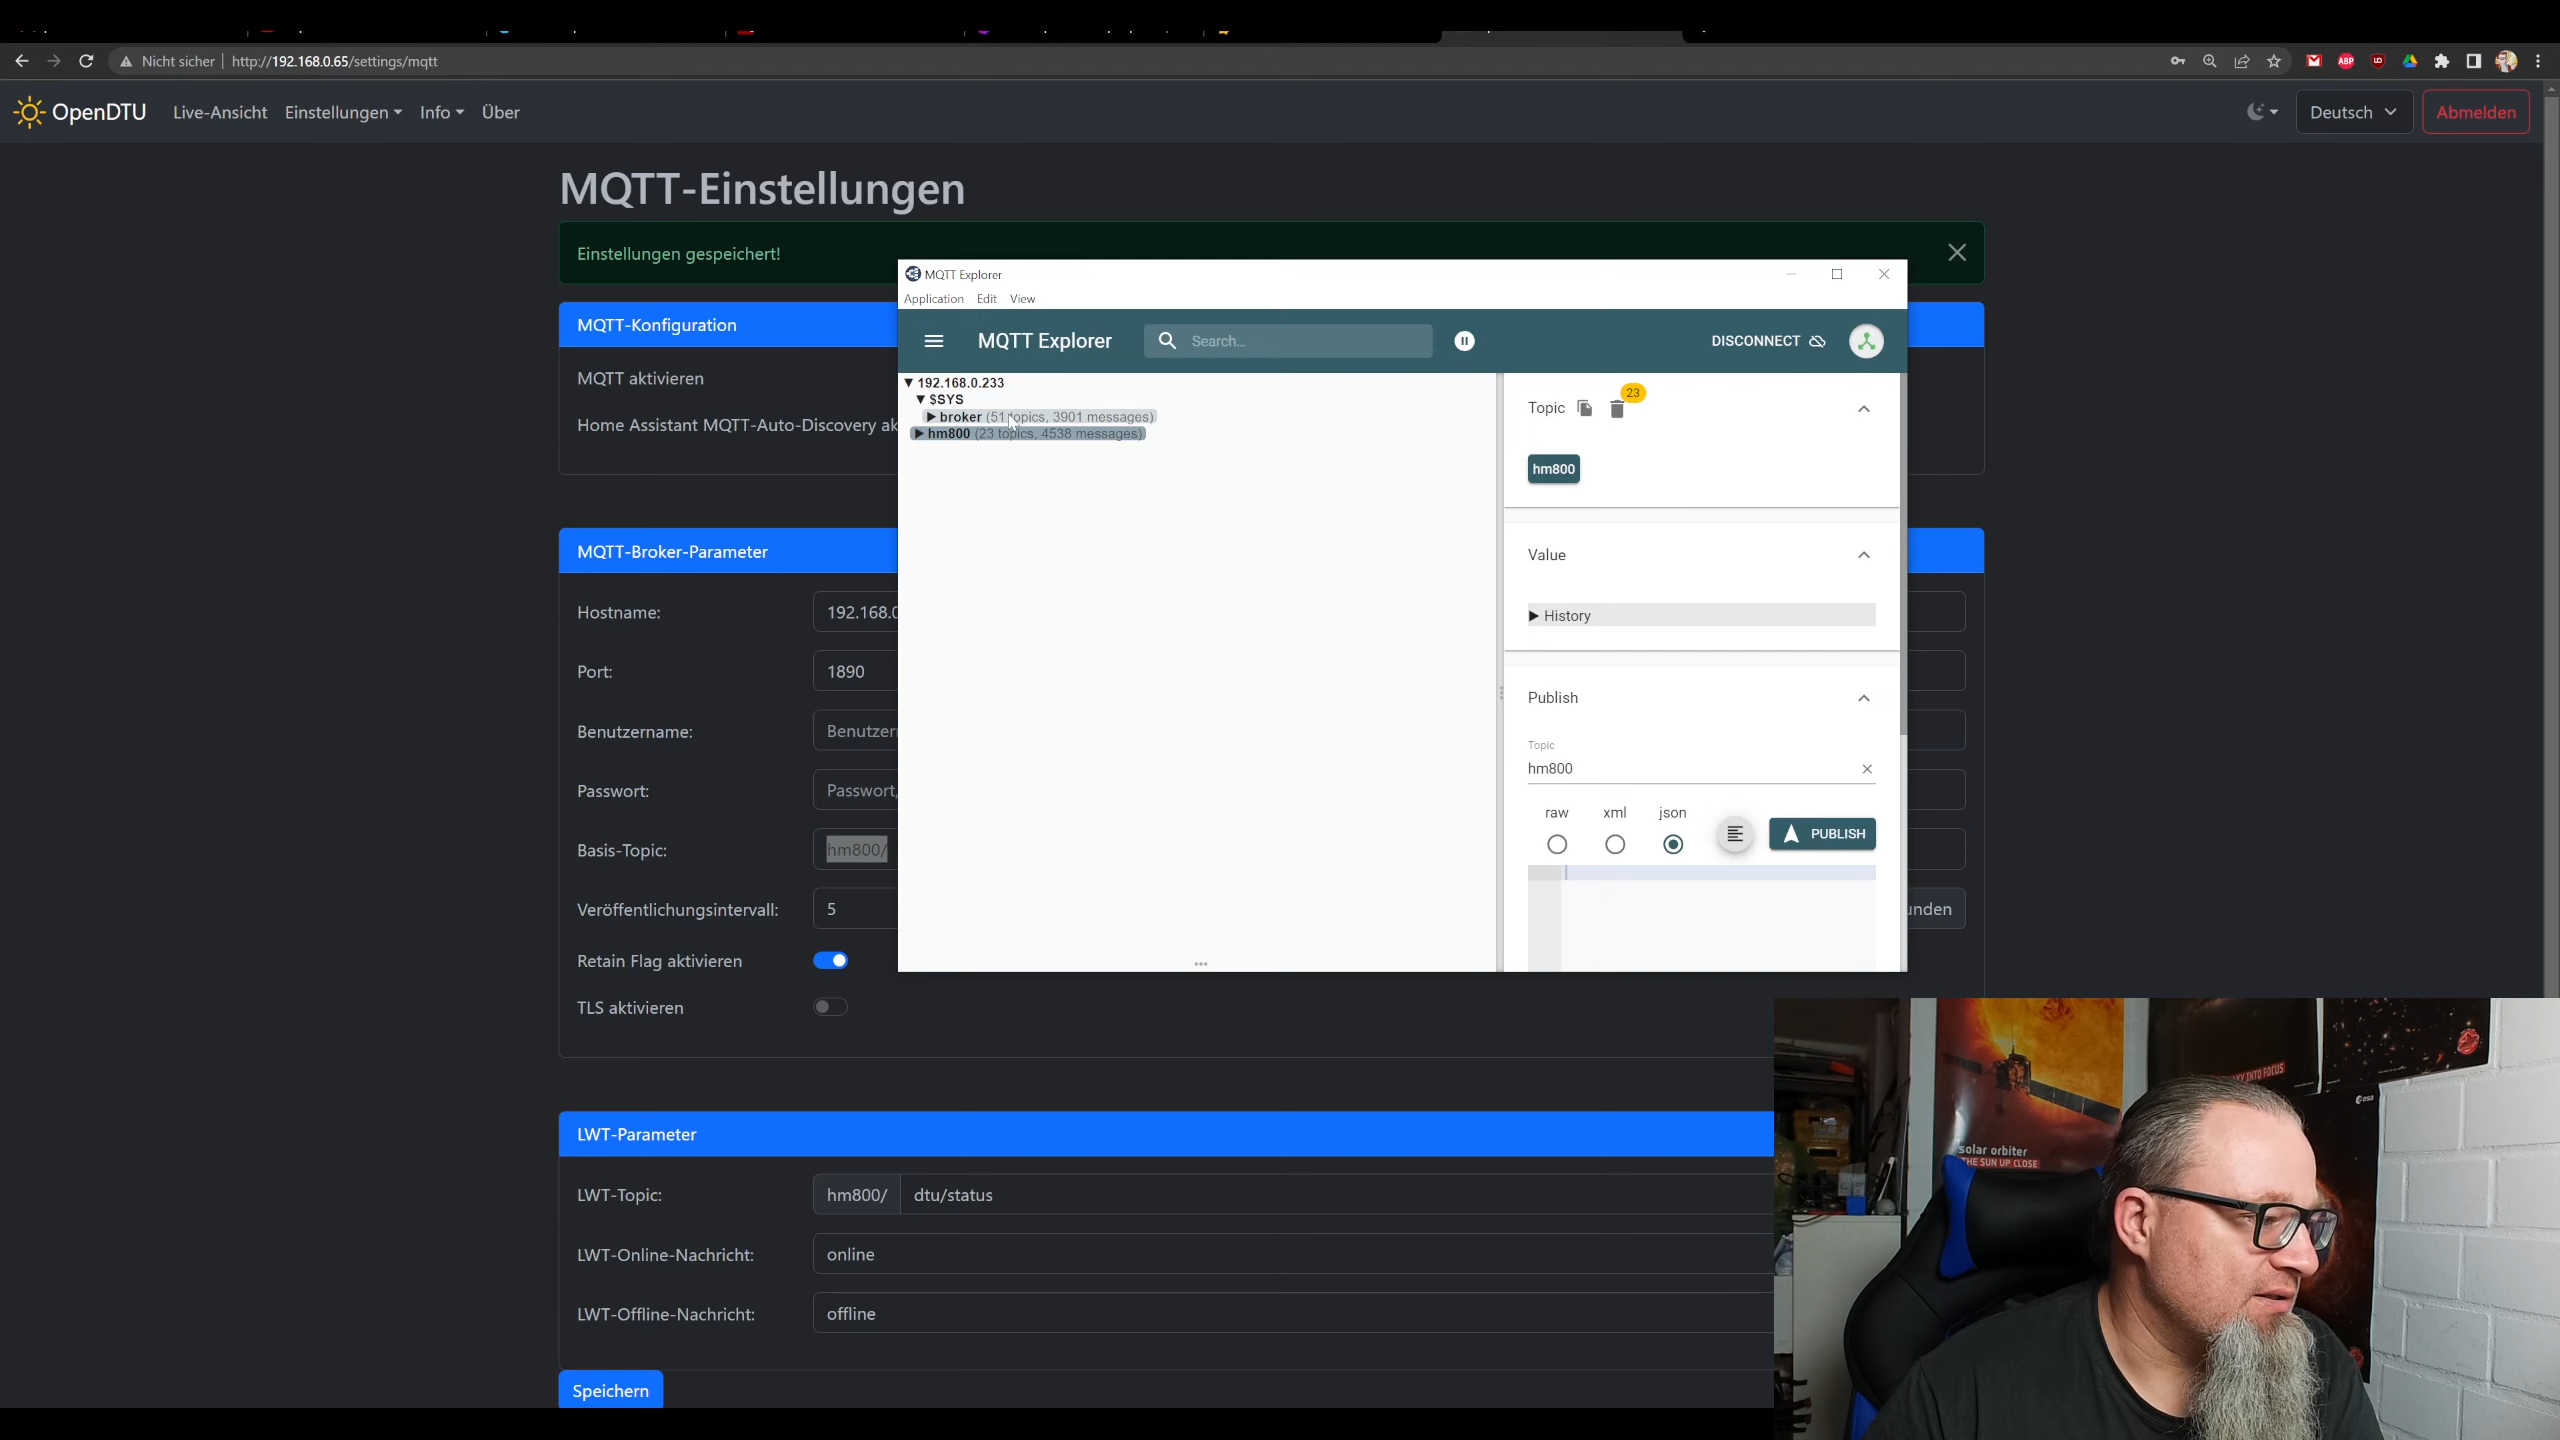 Nicht sicher | http://192.168.0.65/settings/mqtt
ABP
OpenDTU Live-Ansicht Einstellungen Info Über Deutsch Abmelden
MQTT-Einstellungen
Einstellungen gespeichert!
MQTT-Konfiguration
MQTT aktivieren
Home Assistant MQTT-Auto-Discovery ak
MQTT-Broker-Parameter
Hostname: 192.168.0
Port: 1890
Benutzername: Benutzer
Passwort: Passwort,
Basis-Topic: hm800/
Veröffentlichungsintervall: 5 unden
Retain Flag aktivieren
TLS aktivieren
LWT-Parameter
LWT-Topic: hm800/ dtu/status
LWT-Online-Nachricht: online
LWT-Offline-Nachricht: offline
Speichern
MQTT Explorer
Application Edit View
MQTT Explorer Search... DISCONNECT
192.168.0.233
$SYS
broker (51 topics, 3901 messages)
hm800 (23 topics, 4538 messages)
Topic 23
hm800
Value
History
Publish
Topic
hm800
raw xml json
PUBLISH
solar orbiter
THE SUN UP CLOSE
INTO FOCUS
esa